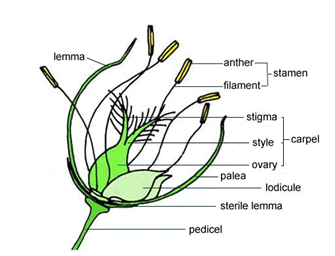 lemma
anther
stamen
filament
stigma
style
carpel
ovary
palea
lodicule
sterile lemma
pedicel